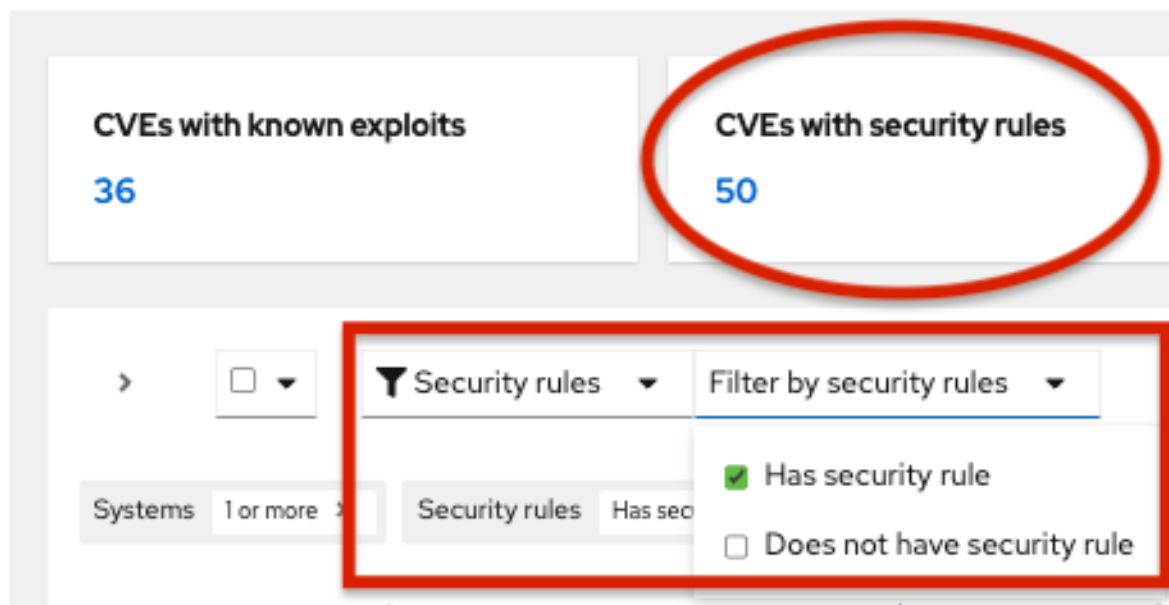 CVEs with known exploits
36
CVEs with security rules
50
Security rules
Filter by security rules
Has security rule
Does not have security rule
Systems 1 or more
Security rules Has